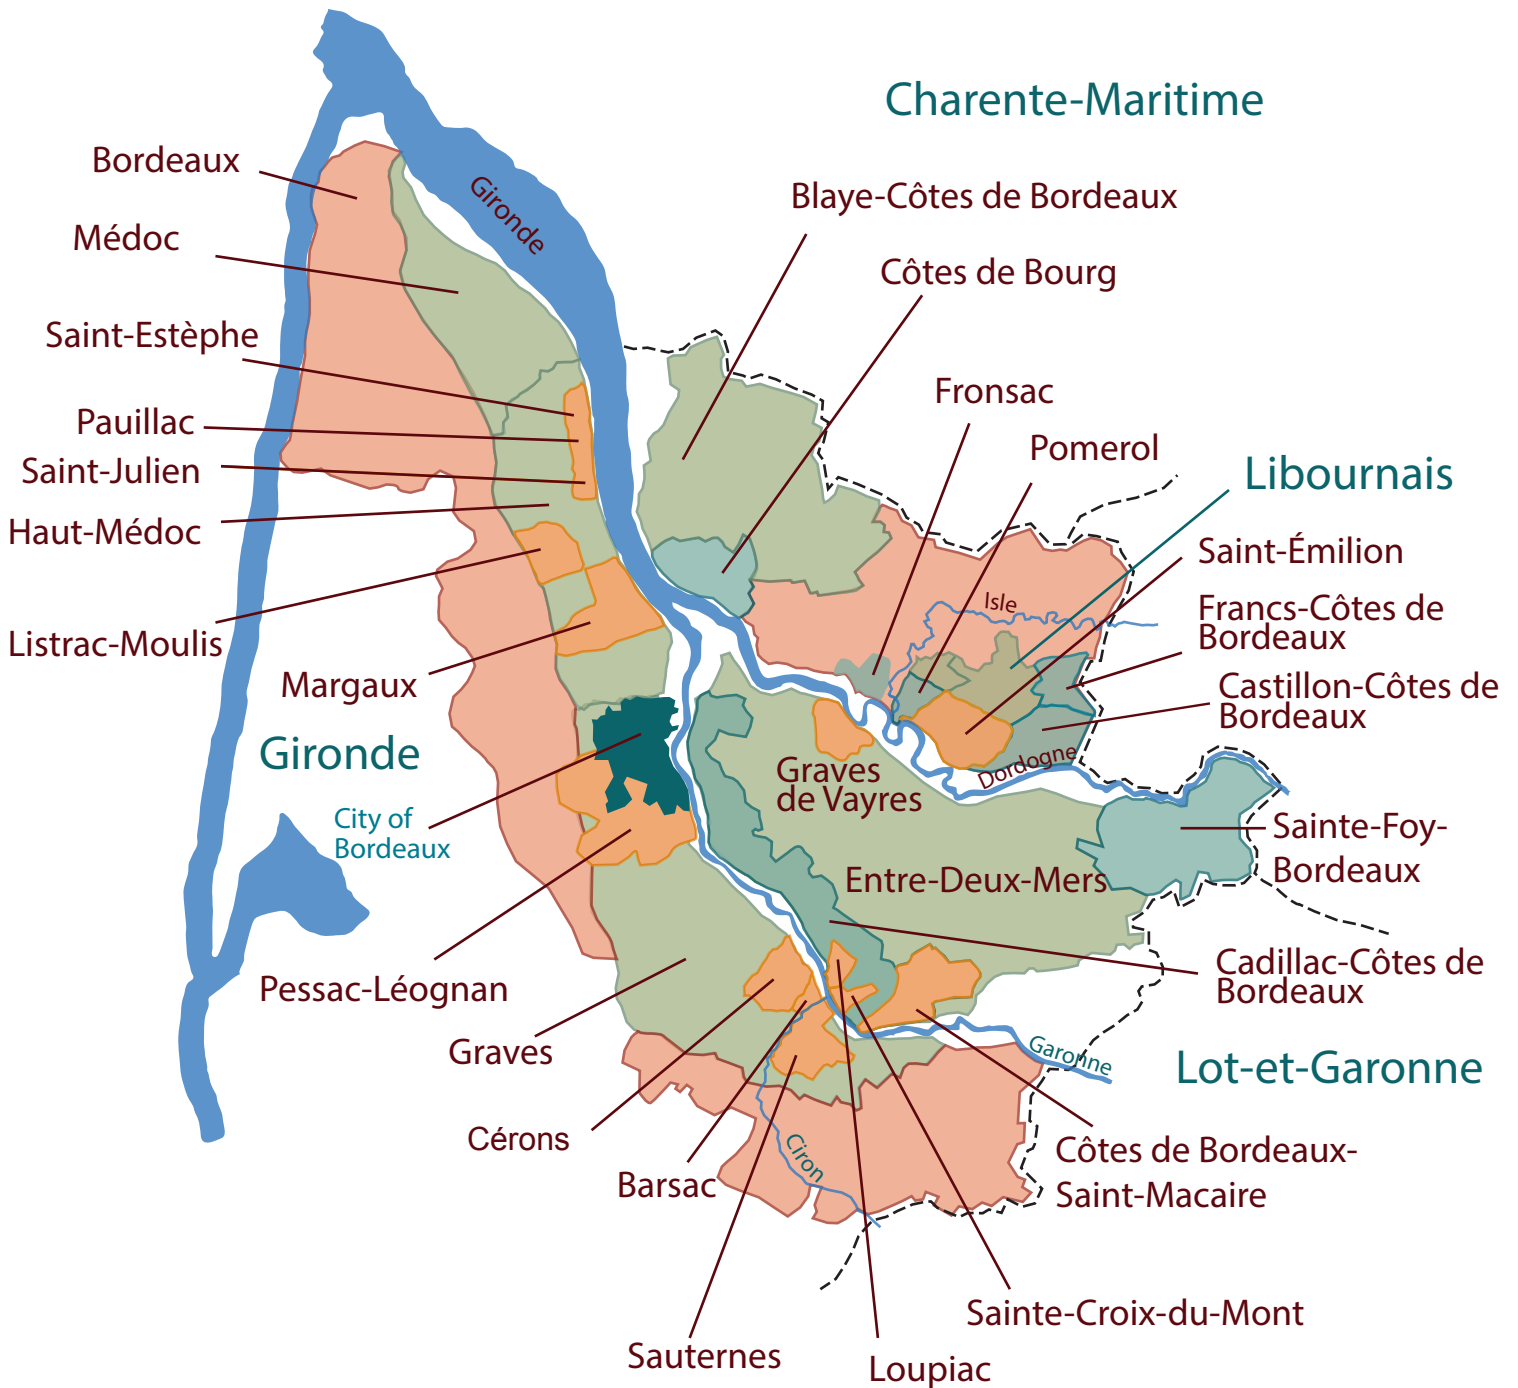 Charente-Maritime
Bordeaux
Blaye-Côtes de Bordeaux
Gironde
Médoc
Côtes de Bourg
Saint-Estèphe
Fronsac
Pauillac
Pomerol
Saint-Julien
Libournais
Haut-Médoc
Saint-Émilion
Isle
Francs-Côtes de
Bordeaux
Listrac-Moulis
Margaux
Castillon-Côtes de
Bordeaux
Gironde
Dordogne
Graves
de Vayres
City of
Bordeaux
Sainte-Foy-
Bordeaux
Entre-Deux-Mers
Cadillac-Côtes de
Bordeaux
Pessac-Léognan
Graves
Garonne
Lot-et-Garonne
Cérons
Ciron
Côtes de Bordeaux-
Saint-Macaire
Barsac
Sainte-Croix-du-Mont
Sauternes
Loupiac